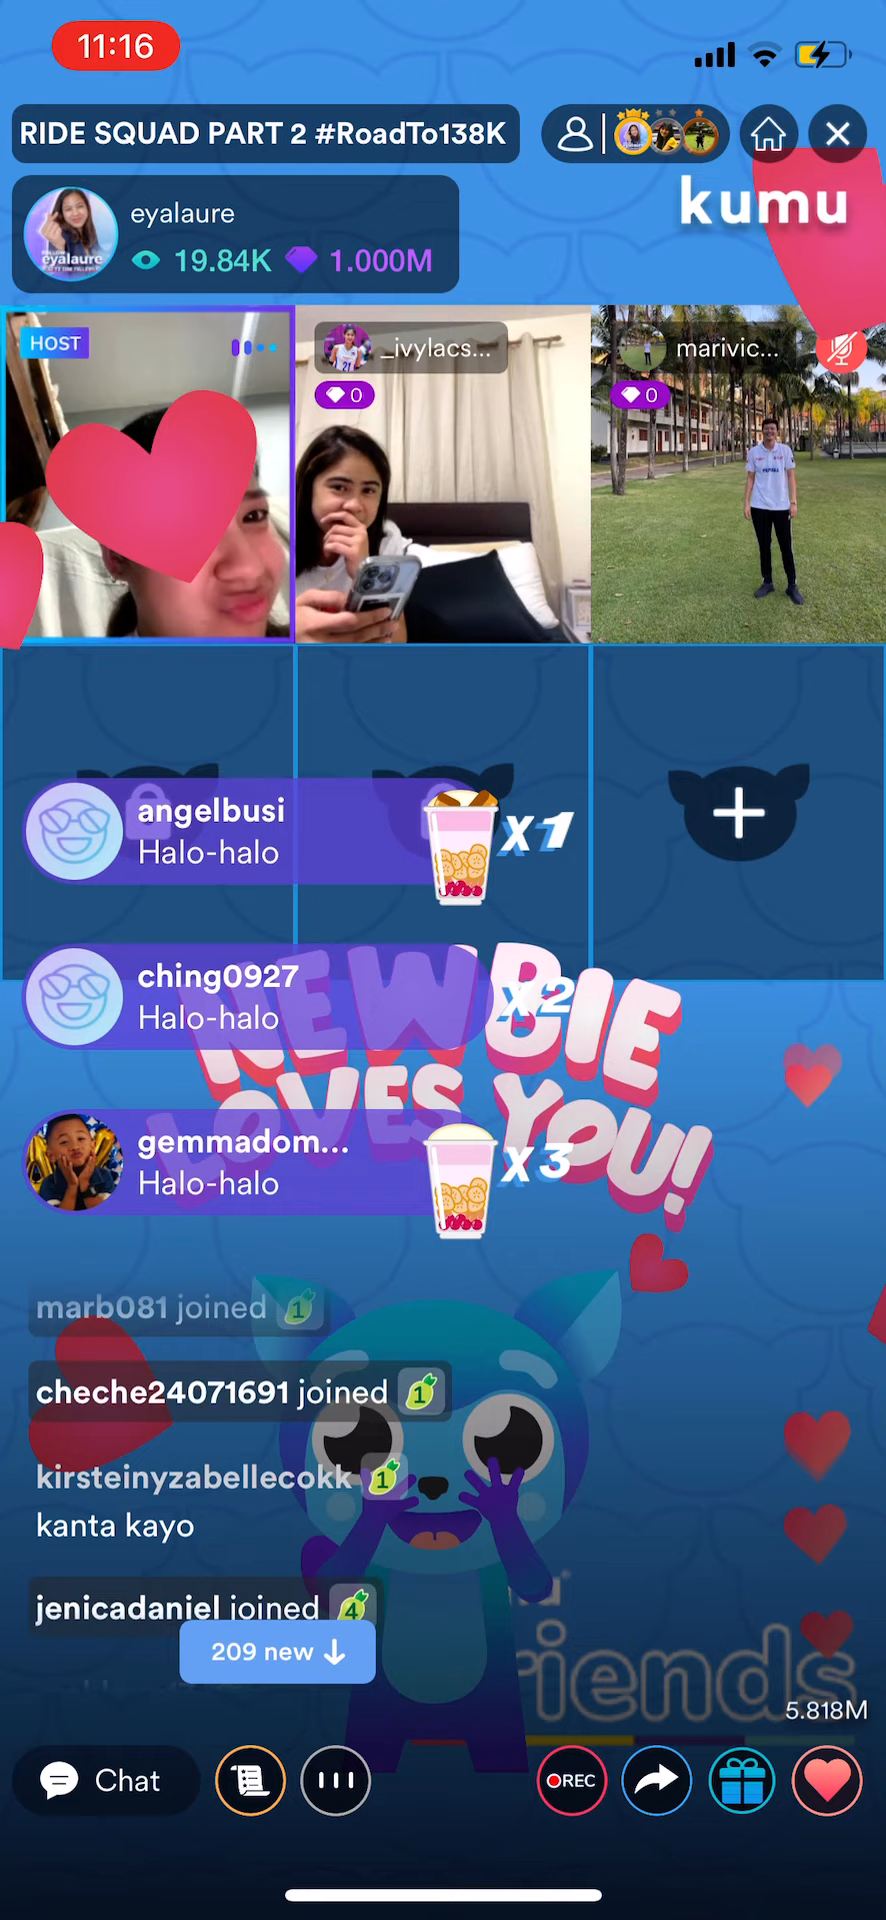 11:16
RIDE SQUAD PART 2 #RoadTo138K
kumu
eyalaure
19.84K 1.000M
HOST
_ivylacs...
marivic...
0
0
angelbusi
Halo-halo
x1
ching0927
Halo-halo
x2
gemmadom...
Halo-halo
x3
NEWBIE
LOVES YOU!
marb081 joined 1
cheche24071691 joined 1
kirsteinyzabellecokk 1
kanta kayo
jenicadaniel joined 4
209 new
riends
5.818M
Chat
REC